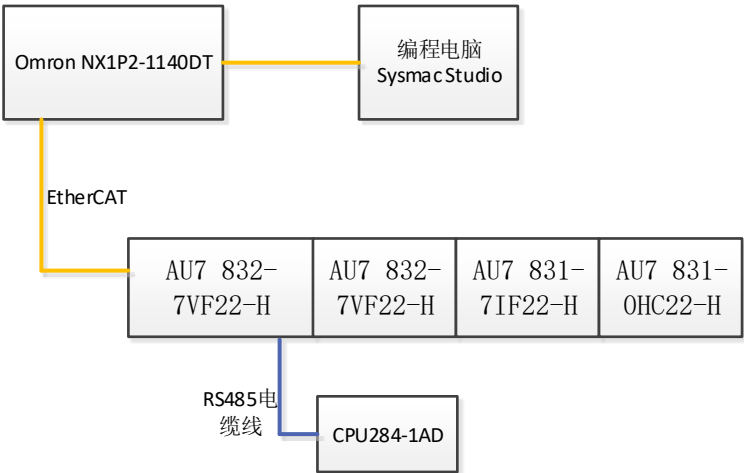 Omron NX1P2-1140DT
编程电脑
Sysmac Studio
EtherCAT
AU7 832-
7VF22-H
AU7 832-
7VF22-H
AU7 831-
7IF22-H
AU7 831-
0HC22-H
RS485电
缆线
CPU284-1AD